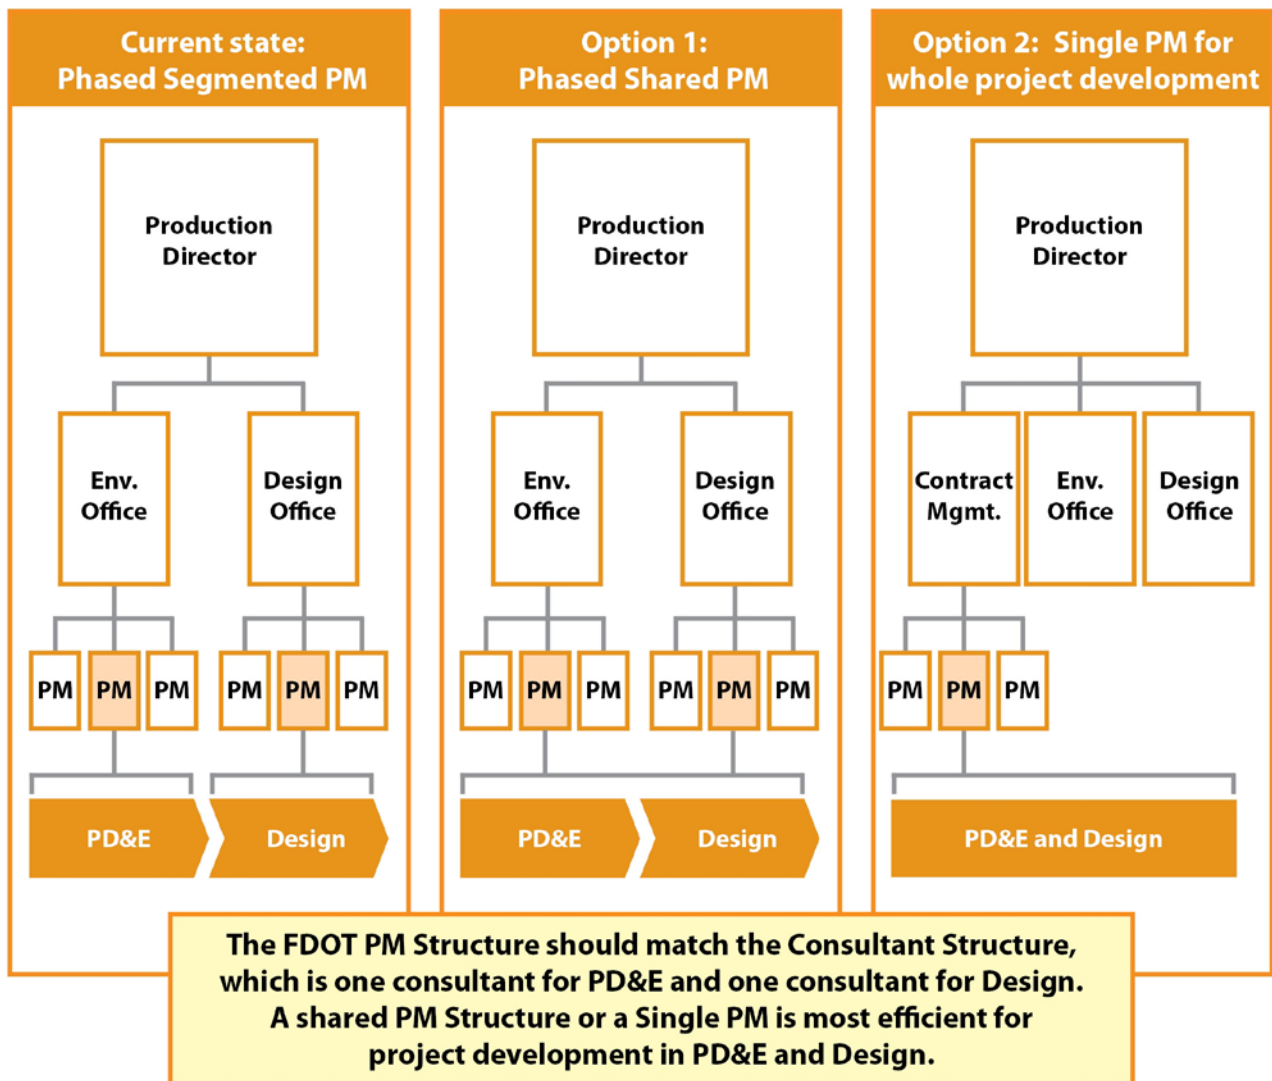 Current state:
Phased Segmented PM
Production
Director
Env.
Office
Design
Office
PM PM PM PM PM PM
PD&E Design
Option 1:
Phased Shared PM
Production
Director
Env.
Office
Design
Office
PM PM PM PM PM PM
PD&E Design
Option 2: Single PM for
whole project development
Production
Director
Contract
Mgmt.
Env.
Office
Design
Office
PM PM PM
PD&E and Design
The FDOT PM Structure should match the Consultant Structure,
which is one consultant for PD&E and one consultant for Design.
A shared PM Structure or a Single PM is most efficient for
project development in PD&E and Design.